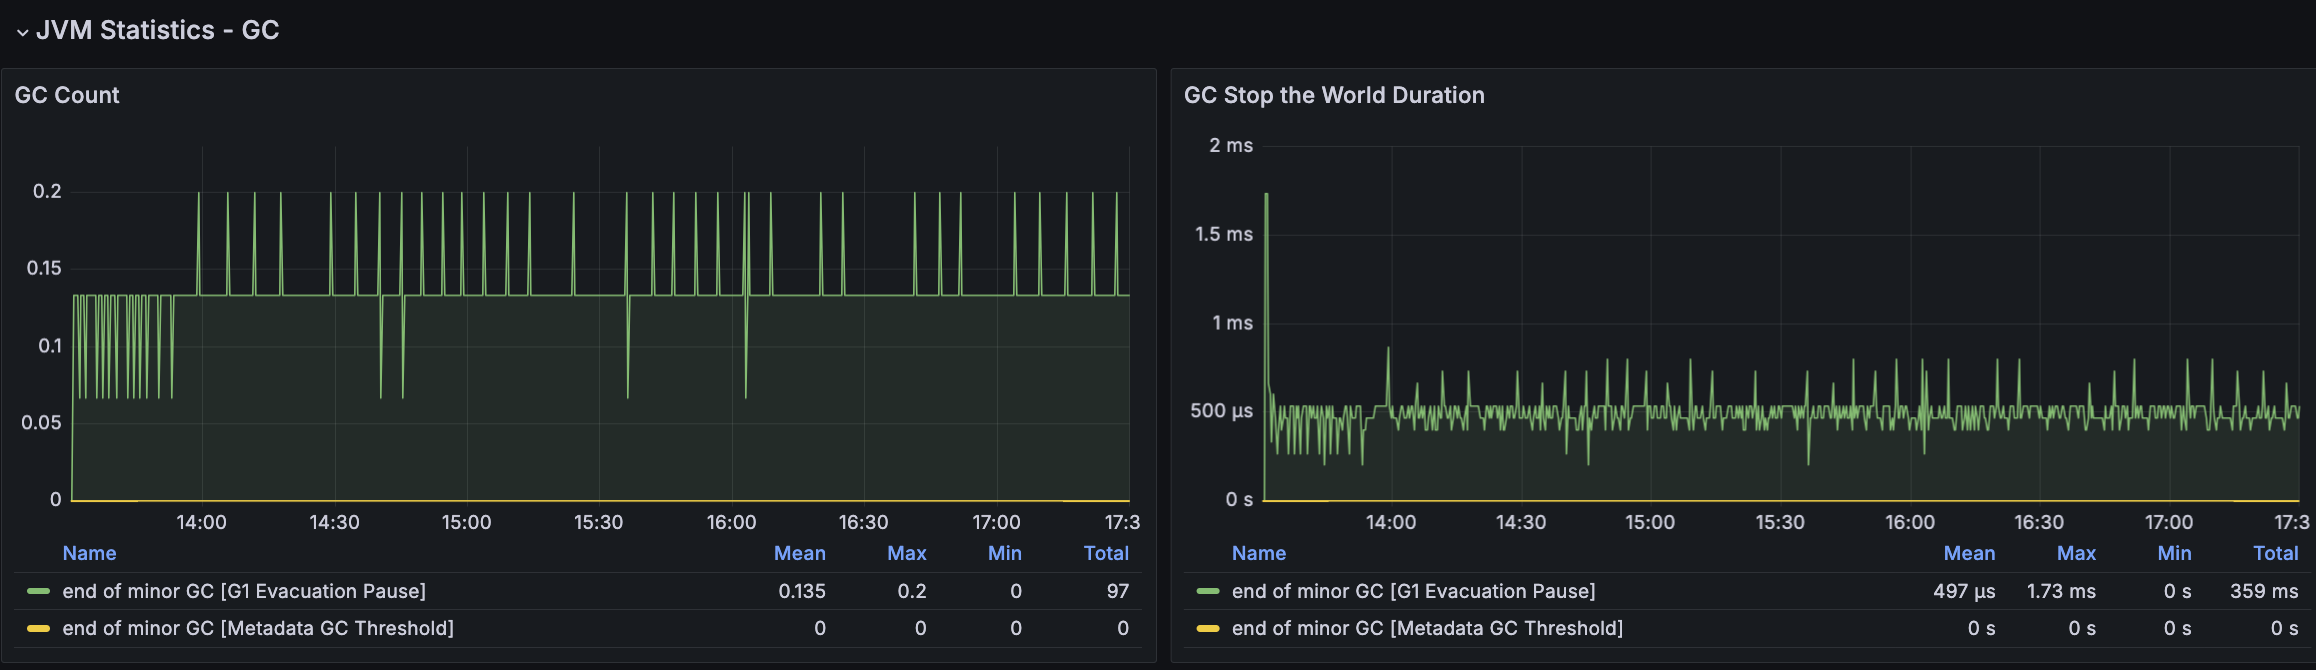 JVM Statistics - GC
GC Count
0.2
0.15
0.1
0.05
0
14:00 14:30 15:00 15:30 16:00 16:30 17:00 17:3
Name Mean Max Min Total
end of minor GC [G1 Evacuation Pause] 0.135 0.2 0 97
end of minor GC [Metadata GC Threshold] 0 0 0 0
GC Stop the World Duration
2 ms
1.5 ms
1 ms
500 µs
0 s
14:00 14:30 15:00 15:30 16:00 16:30 17:00 17:3
Name Mean Max Min Total
end of minor GC [G1 Evacuation Pause] 497 µs 1.73 ms 0 s 359 ms
end of minor GC [Metadata GC Threshold] 0 s 0 s 0 s 0 s